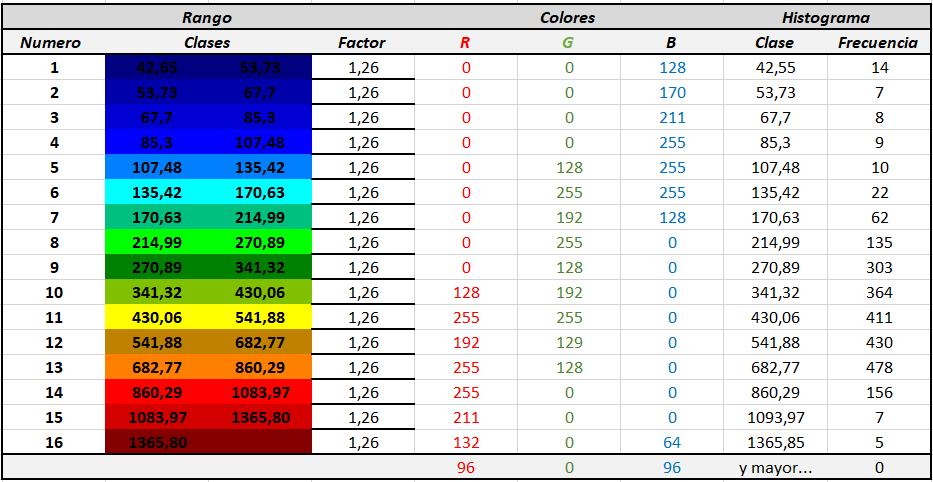 Rango Colores Histograma
Numero Clases Factor R G B Clase Frecuencia
1 42,65 53,73 1,26 0 0 128 42,55 14
2 53,73 67,7 1,26 0 0 170 53,73 7
3 67,7 85,3 1,26 0 0 211 67,7 8
4 85,3 107,48 1,26 0 0 255 85,3 9
5 107,48 135,42 1,26 0 128 255 107,48 10
6 135,42 170,63 1,26 0 255 255 135,42 22
7 170,63 214,99 1,26 0 192 128 170,63 62
8 214,99 270,89 1,26 0 255 0 214,99 135
9 270,89 341,32 1,26 0 128 0 270,89 303
10 341,32 430,06 1,26 128 192 0 341,32 364
11 430,06 541,88 1,26 255 255 0 430,06 411
12 541,88 682,77 1,26 192 129 0 541,88 430
13 682,77 860,29 1,26 255 128 0 682,77 478
14 860,29 1083,97 1,26 255 0 0 860,29 156
15 1083,97 1365,80 1,26 211 0 0 1093,97 7
16 1365,80 1,26 132 0 64 1365,85 5
96 0 96 y mayor... 0